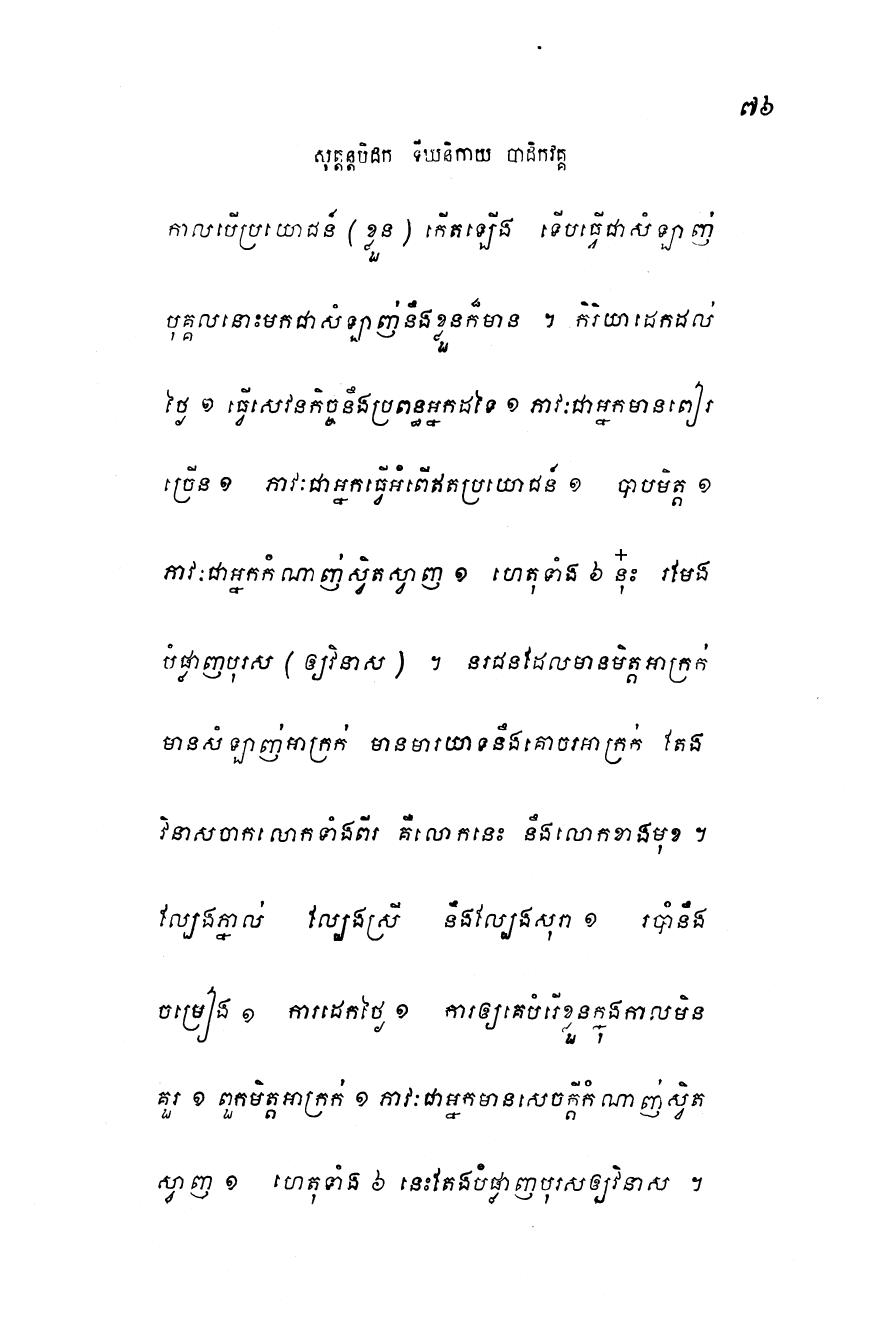 ៧៦
សុត្តន្តបិដក ទីឃនិកាយ បាដិកវគ្គ
កាលបើប្រយោជន៍ (ខ្លួន) កើតឡើង ទើបធ្វើជាសំឡាញ់
បុគ្គលនោះមកជាសំឡាញ់នឹងខ្លួនក៏មាន ។ កិរិយាដេកដល់
ថ្ងៃ ១ ធ្វើសេវនកិច្ចនឹងប្រពន្ធអ្នកដទៃ ១ ភាវៈជាអ្នកមានពៀរ
ច្រើន ១ ភាវៈជាអ្នកធ្វើអំពើឥតប្រយោជន៍ ១ បាបមិត្ត ១
ភាវៈជាអ្នកកំណាញ់ស្វិតស្វាញ ១ ហេតុទាំង ៦ នុ៎ះ រមែង
បំផ្លាញបុរស (ឲ្យវិនាស) ។ នរជនដែលមានមិត្តអាក្រក់
មានសំឡាញ់អាក្រក់ មានមារយាទនឹងគោចរអាក្រក់ តែង
វិនាសចាកលោកទាំងពីរ គឺលោកនេះ នឹងលោកខាងមុខ ។
ល្បែងភ្នាល់ ល្បែងស្រី នឹងល្បែងសុរា ១ របាំនឹង
ចម្រៀង ១ ការដេកថ្ងៃ ១ ការឲ្យគេបំរើខ្លួនក្នុងកាលមិន
គួរ ១ ពួកមិត្តអាក្រក់ ១ ភាវៈជាអ្នកមានសេចក្តីកំណាញ់ស្វិត
ស្វាញ ១ ហេតុទាំង ៦ នេះតែងបំផ្លាញបុរសឲ្យវិនាស ។